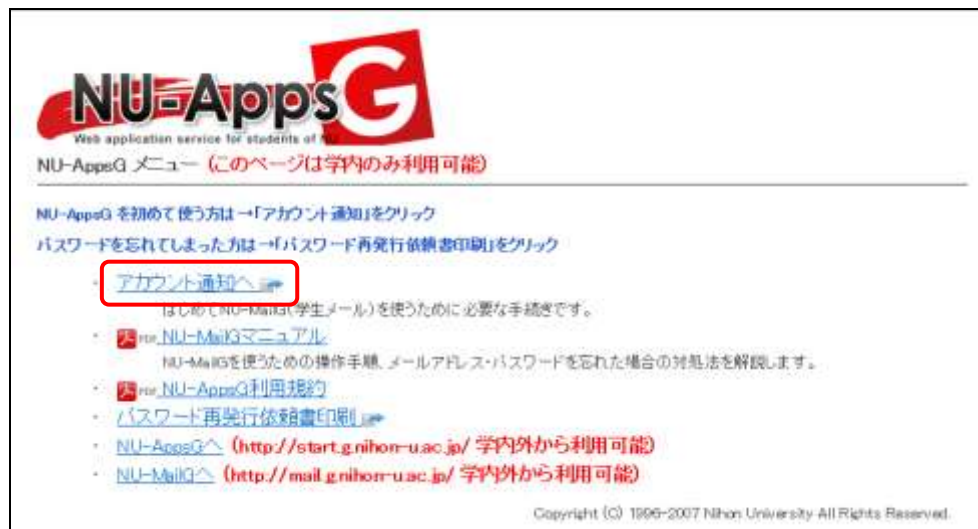 NU-AppsG
Web application service for students of NU
NU-AppsG メニュー (このページは学内のみ利用可能)
NU-AppsG を初めて使う方は→「アカウント通知」をクリック
パスワードを忘れてしまった方は→「パスワード再発行依頼書印刷」をクリック
・ アカウント通知へ
はじめてNU-MailG(学生メール)を使うために必要な手続きです。
・ PDF NU-MailGマニュアル
NU-MailGを使うための操作手順、メールアドレス・パスワードを忘れた場合の対処法を解説します。
・ PDF NU-AppsG利用規約
・ パスワード再発行依頼書印刷
・ NU-AppsGへ (http://start.g.nihon-u.ac.jp/ 学内外から利用可能)
・ NU-MailGへ (http://mail.g.nihon-u.ac.jp/ 学内外から利用可能)
Copyright (C) 1996-2007 Nihon University All Rights Reserved.